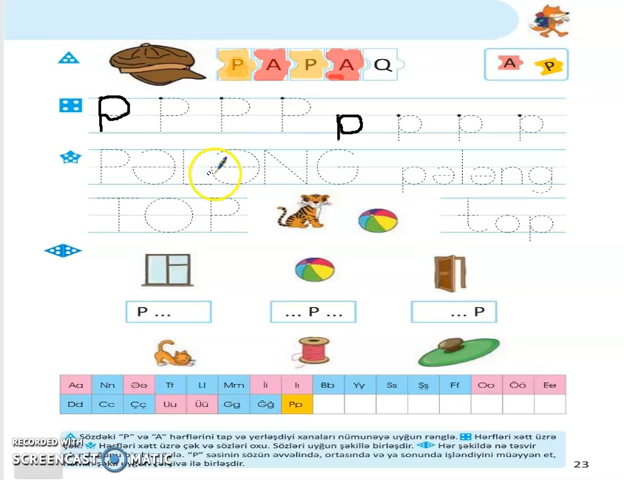 P A P A Q
A P
P P P P p p p p
PƏLƏNG pələng
TOP top
P ... ... P ... ... P
Aa Nn Əə Tt Ll Mm İi Iı Bb Yy Ss Şş Ff Oo Öö Ee
Dd Cc Çç Uu Üü Gg Ğğ Pp
Sözdəki "P" və "A" hərflərini tap və yerləşdiyi xanaları nümunəyə uyğun rənglə. Hərfləri xətt üzrə
Hərfləri xətt üzrə çək və sözləri oxu. Sözləri şəkillə birləşdir. Hər şəkildə nə təsvir
"P" səsinin sözün əvvəlində, ortasında və ya sonunda işləndiyini müəyyən et,
ilə birləşdir.
23
RECORDED WITH
SCREENCAST MATIC